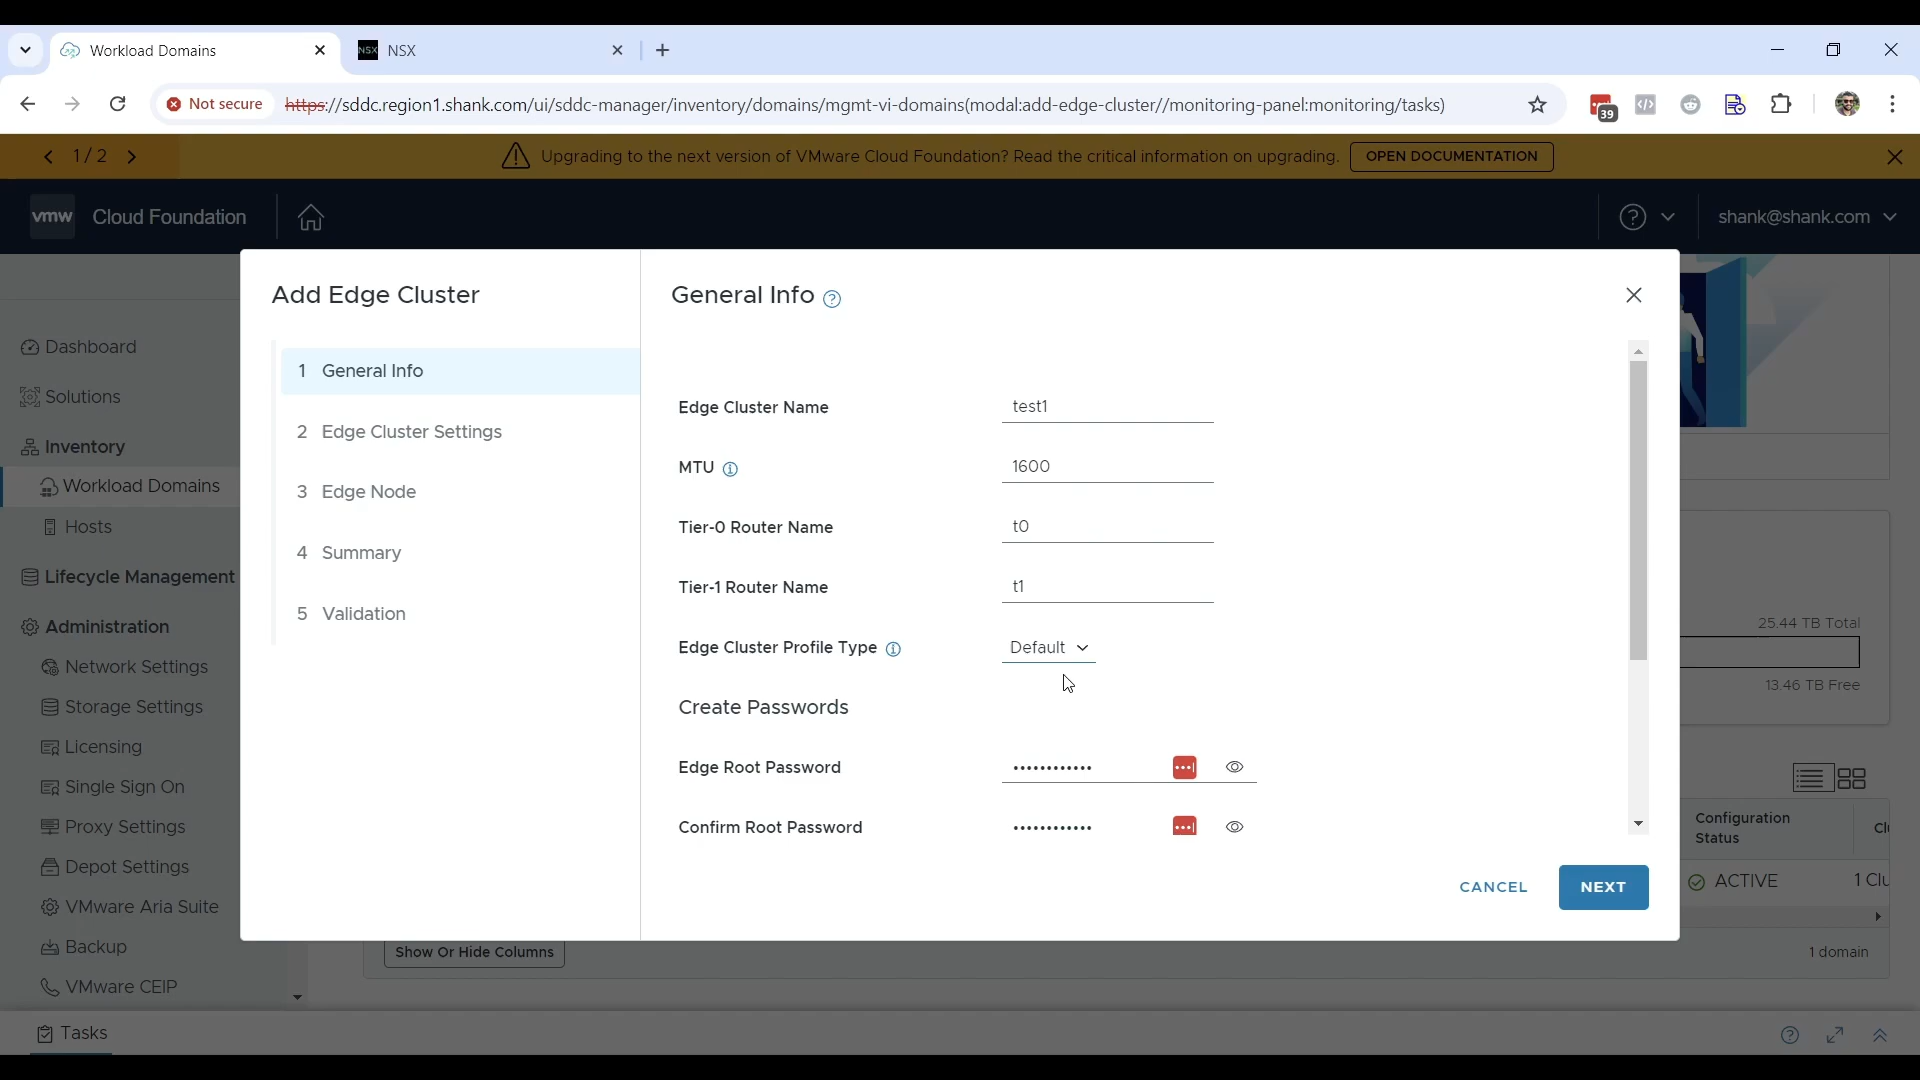 Workload Domains
NSX
NSX
Not secure
https://sddc.region1.shank.com/ui/sddc-manager/inventory/domains/mgmt-vi-domains(modal:add-edge-cluster//monitoring-panel:monitoring/tasks)
39
1 / 2
Upgrading to the next version of VMware Cloud Foundation? Read the critical information on upgrading.
OPEN DOCUMENTATION
vmw
Cloud Foundation
shank@shank.com
Dashboard
Solutions
Inventory
Workload Domains
Hosts
Lifecycle Management
Administration
Network Settings
Storage Settings
Licensing
Single Sign On
Proxy Settings
Depot Settings
VMware Aria Suite
Backup
VMware CEIP
Add Edge Cluster
1 General Info
2 Edge Cluster Settings
3 Edge Node
4 Summary
5 Validation
General Info
Edge Cluster Name
test1
MTU
1600
Tier-0 Router Name
t0
Tier-1 Router Name
t1
Edge Cluster Profile Type
Default
Create Passwords
Edge Root Password
Confirm Root Password
CANCEL
NEXT
25.44 TB Total
13.46 TB Free
Configuration
Status
Clu
ACTIVE
1 Clu
Show Or Hide Columns
1 domain
Tasks